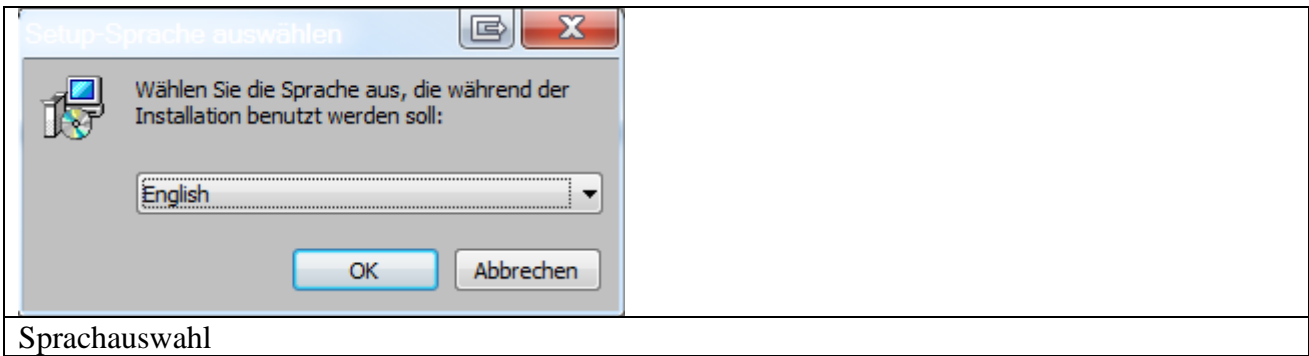 Setup-Sprache auswählen
Wählen Sie die Sprache aus, die während der
Installation benutzt werden soll:
English
OK
Abbrechen
Sprachauswahl